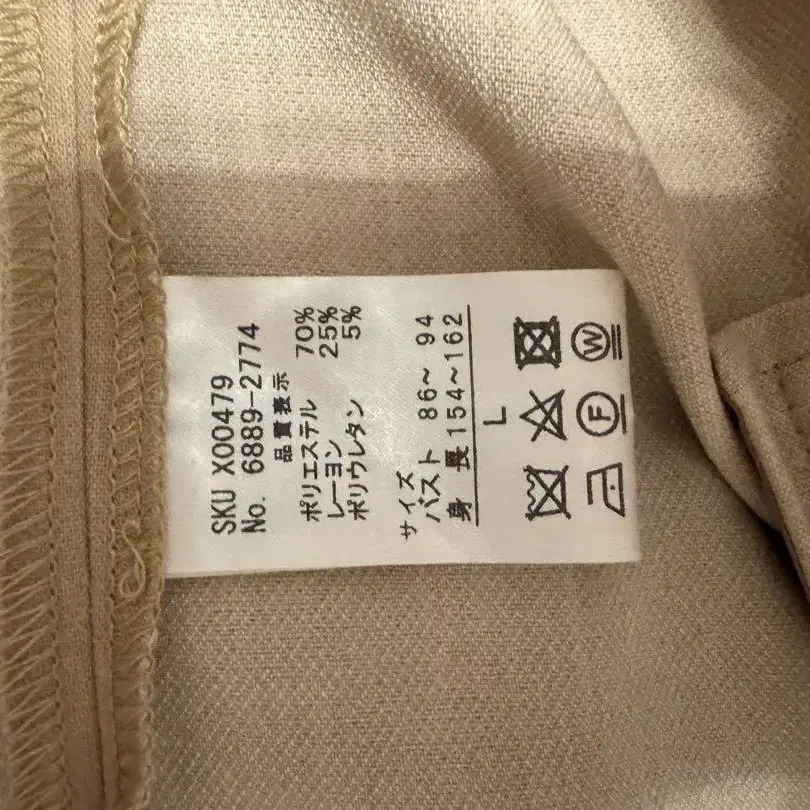 SKU X00479
No. 6889-2774
品質表示
ポリエステル 70%
レーヨン 25%
ポリウレタン 5%
サイズ
バスト 86~ 94
身 長 154~162
L
W
F